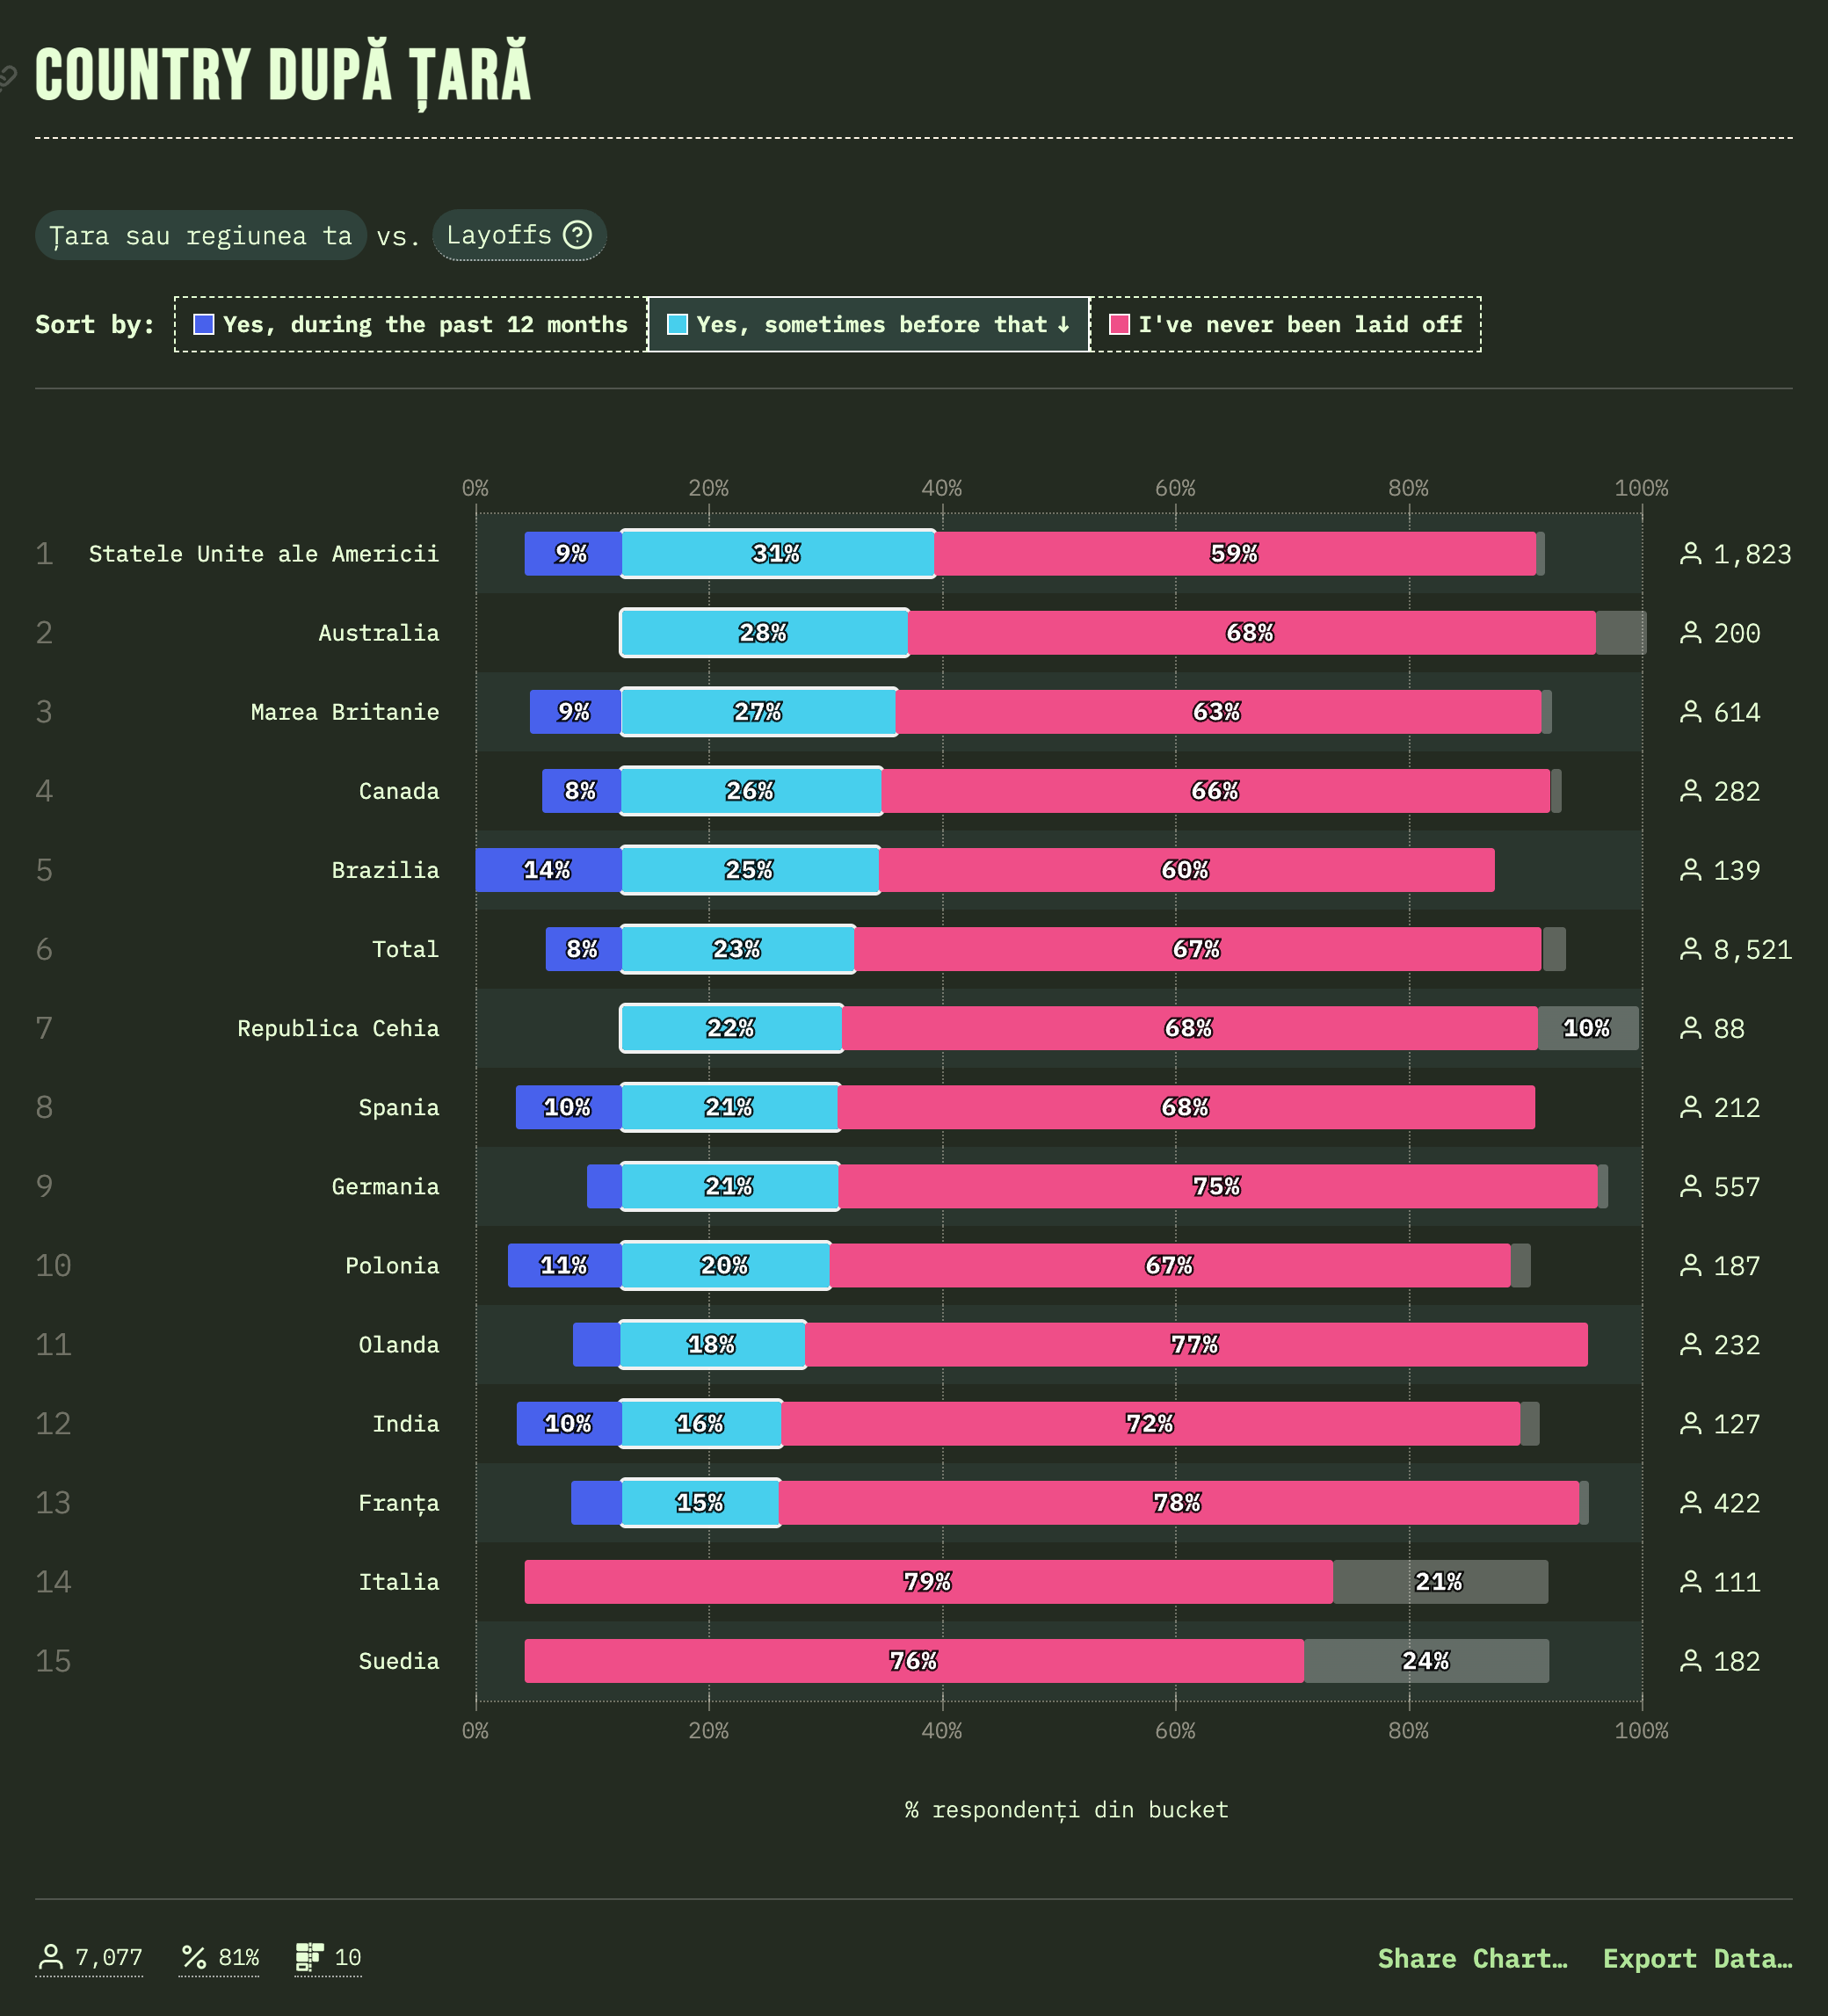 COUNTRY DUPĂ ȚARĂ
Țara sau regiunea ta vs. Layoffs ?
Sort by: Yes, during the past 12 months Yes, sometimes before that ↓ I've never been laid off
0% 20% 40% 60% 80% 100%
1 Statele Unite ale Americii 9% 31% 59% 1,823
2 Australia 28% 68% 200
3 Marea Britanie 9% 27% 63% 614
4 Canada 8% 26% 66% 282
5 Brazilia 14% 25% 60% 139
6 Total 8% 23% 67% 8,521
7 Republica Cehia 22% 68% 10% 88
8 Spania 10% 21% 68% 212
9 Germania 21% 75% 557
10 Polonia 11% 20% 67% 187
11 Olanda 18% 77% 232
12 India 10% 16% 72% 127
13 Franța 15% 78% 422
14 Italia 79% 21% 111
15 Suedia 76% 24% 182
0% 20% 40% 60% 80% 100%
% respondenți din bucket
7,077 % 81% 10 Share Chart… Export Data…